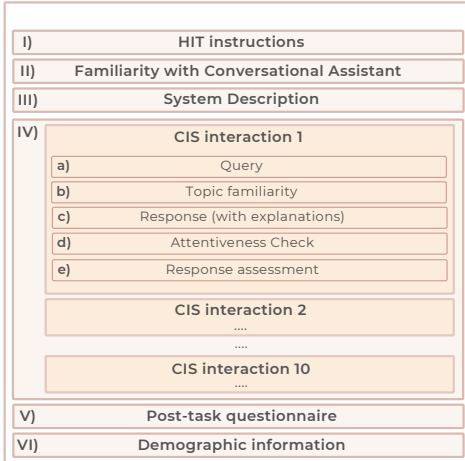 I) HIT instructions
II) Familiarity with Conversational Assistant
III) System Description
IV) CIS interaction 1
a) Query
b) Topic familiarity
c) Response (with explanations)
d) Attentiveness Check
e) Response assessment
CIS interaction 2
....
....
CIS interaction 10
....
V) Post-task questionnaire
VI) Demographic information